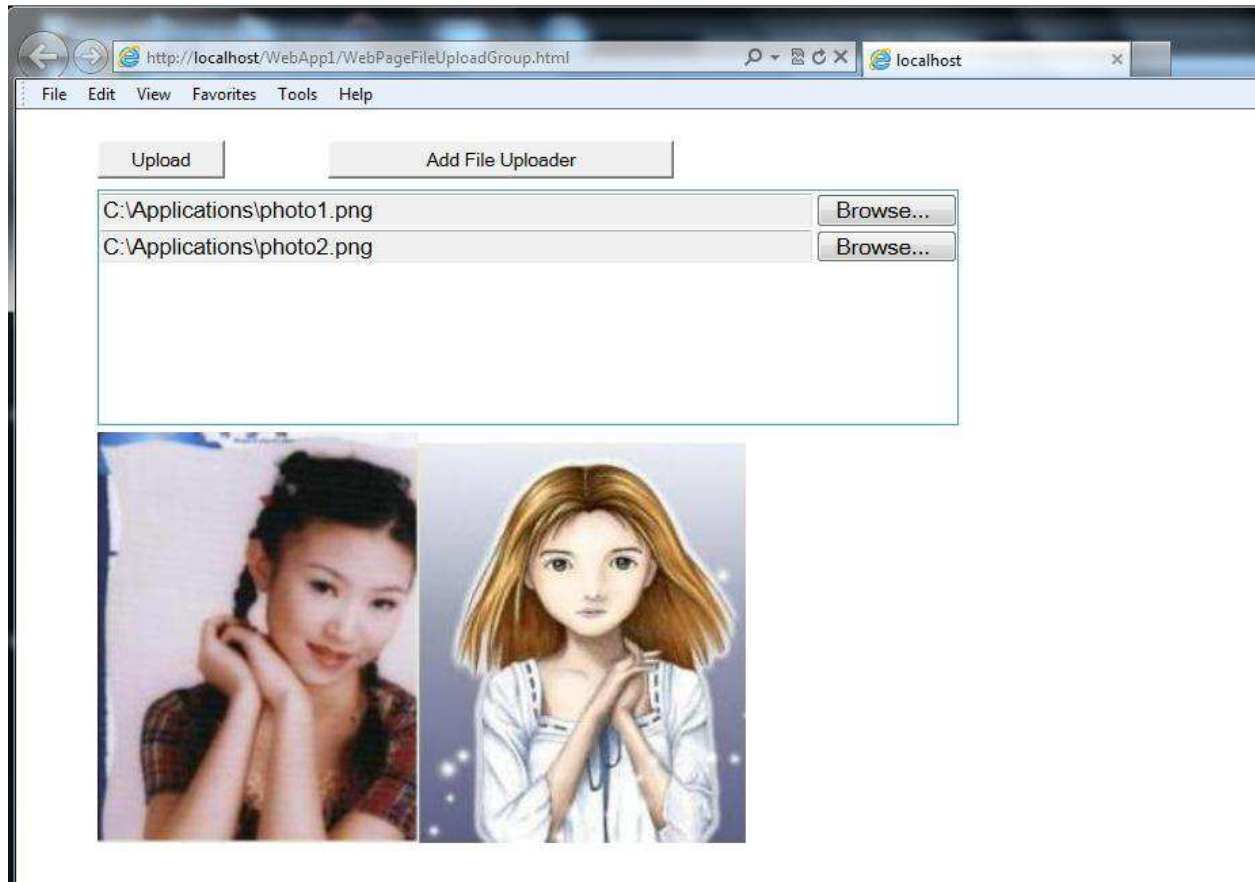 http://localhost/WebApp1/WebPageFileUploadGroup.html
localhost
File Edit View Favorites Tools Help
Upload Add File Uploader
C:\Applications\photo1.png Browse...
C:\Applications\photo2.png Browse...